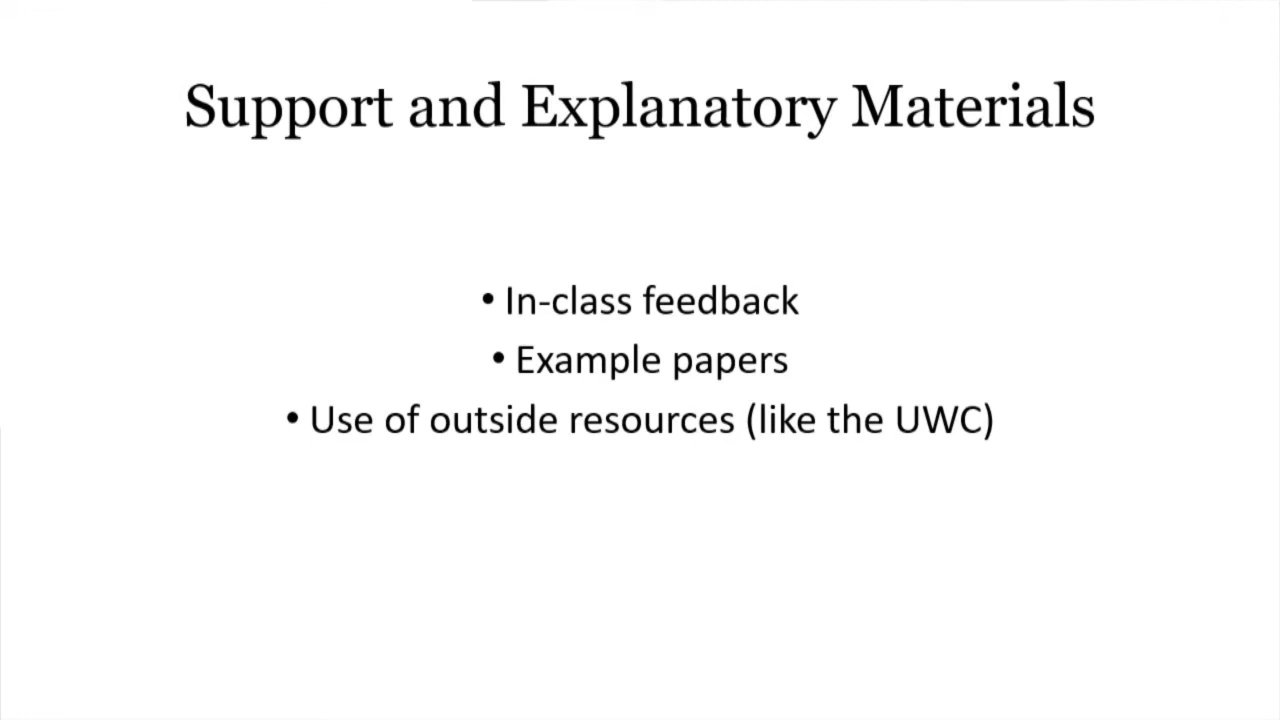 Support and Explanatory Materials
• In-class feedback
• Example papers
• Use of outside resources (like the UWC)